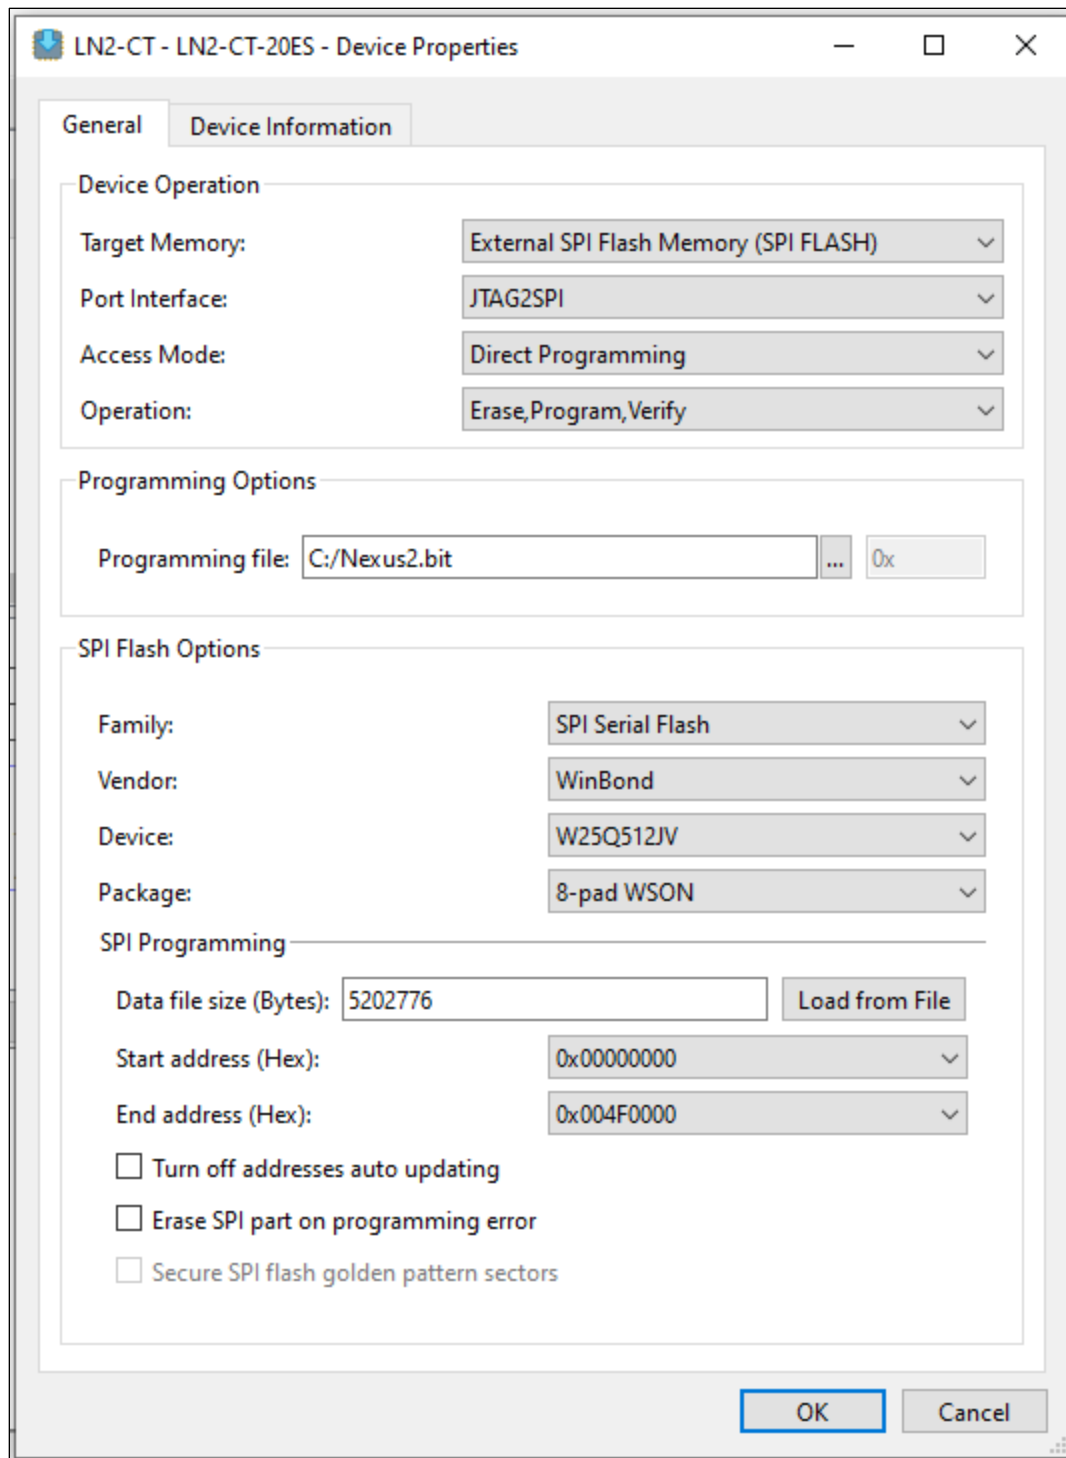 LN2-CT - LN2-CT-20ES - Device Properties
General Device Information
Device Operation
Target Memory: External SPI Flash Memory (SPI FLASH)
Port Interface: JTAG2SPI
Access Mode: Direct Programming
Operation: Erase,Program,Verify
Programming Options
Programming file: C:/Nexus2.bit ... 0x
SPI Flash Options
Family: SPI Serial Flash
Vendor: WinBond
Device: W25Q512JV
Package: 8-pad WSON
SPI Programming
Data file size (Bytes): 5202776 Load from File
Start address (Hex): 0x00000000
End address (Hex): 0x004F0000
Turn off addresses auto updating
Erase SPI part on programming error
Secure SPI flash golden pattern sectors
OK Cancel